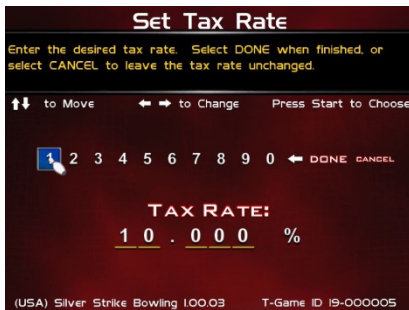 Set Tax Rate
Enter the desired tax rate. Select DONE when finished, or
select CANCEL to leave the tax rate unchanged.
⬆⬇ to Move ⬅ ➡ to Change Press Start to Choose
1 2 3 4 5 6 7 8 9 0 ⬅ DONE CANCEL
TAX RATE:
10.000 %
(USA) Silver Strike Bowling 1.00.03 T-Game ID 19-000005